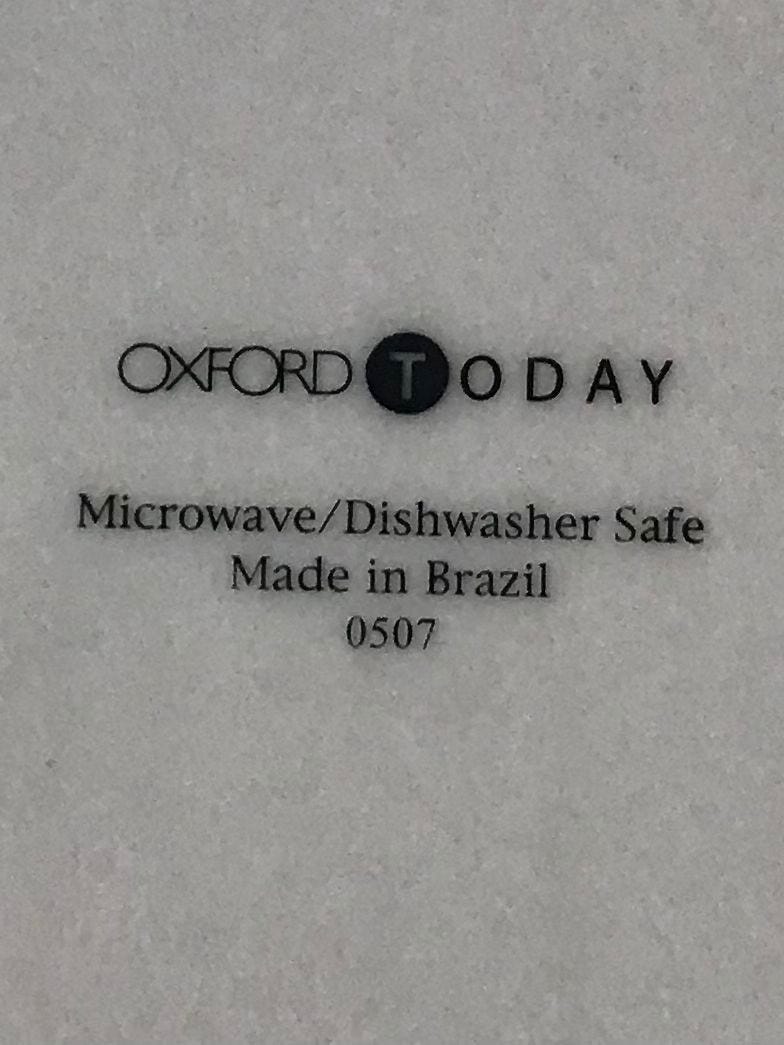 OXFORD TODAY
Microwave/Dishwasher Safe
Made in Brazil
0507